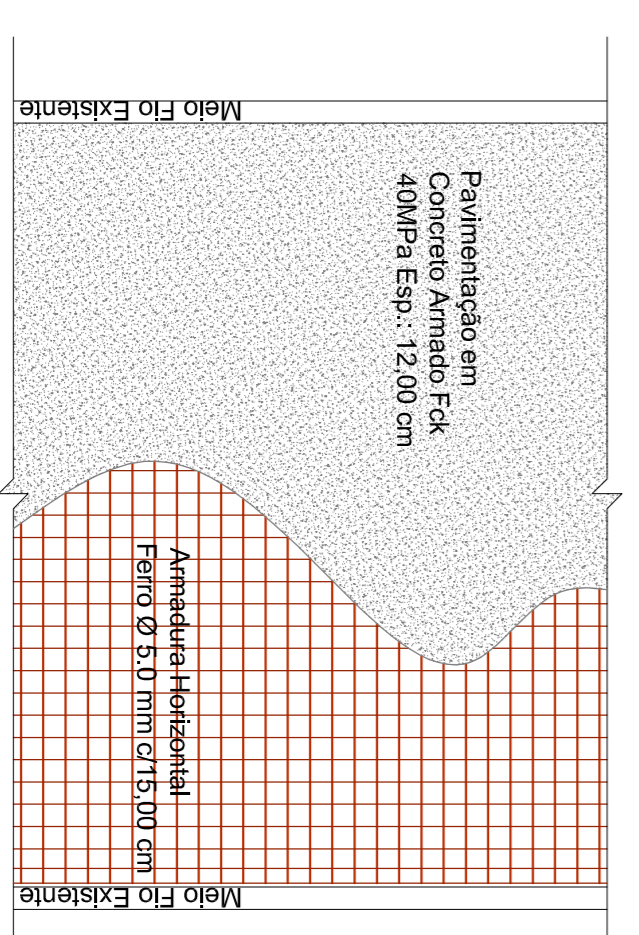 Meio Fio Existente
Pavimentação em
Concreto Armado Fck
40MPa Esp.: 12,00 cm
Armadura Horizontal
Ferro Ø 5.0 mm c/15,00 cm
Meio Fio Existente